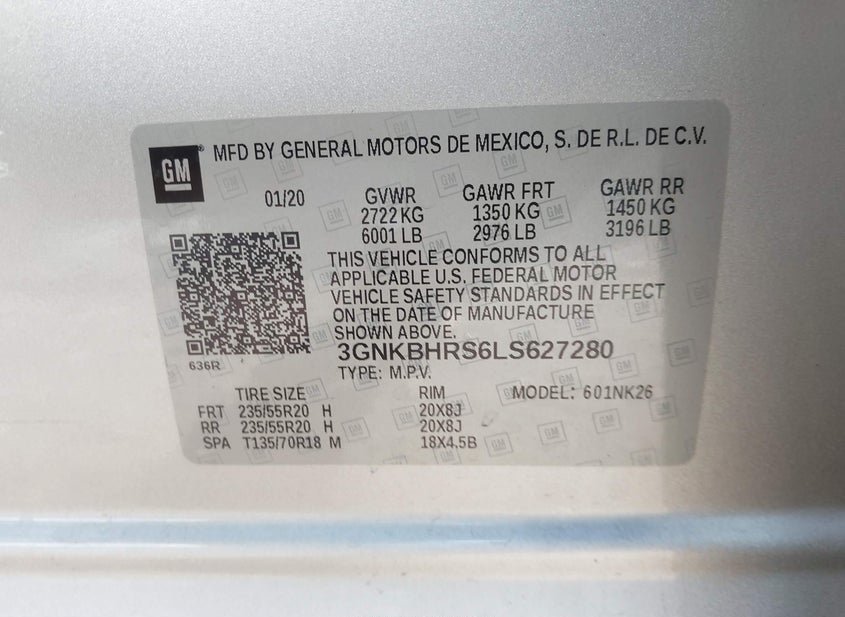 GM ® MFD BY GENERAL MOTORS DE MEXICO, S. DE R.L. DE C.V.
01/20 GVWR GAWR FRT GAWR RR
2722 KG 1350 KG 1450 KG
6001 LB 2976 LB 3196 LB
THIS VEHICLE CONFORMS TO ALL
APPLICABLE U.S. FEDERAL MOTOR
VEHICLE SAFETY STANDARDS IN EFFECT
ON THE DATE OF MANUFACTURE
SHOWN ABOVE.
3GNKBHRS6LS627280
636R
TYPE: M.P.V.
TIRE SIZE RIM MODEL: 601NK26
FRT 235/55R20 H 20X8J
RR 235/55R20 H 20X8J
SPA T135/70R18 M 18X4.5B